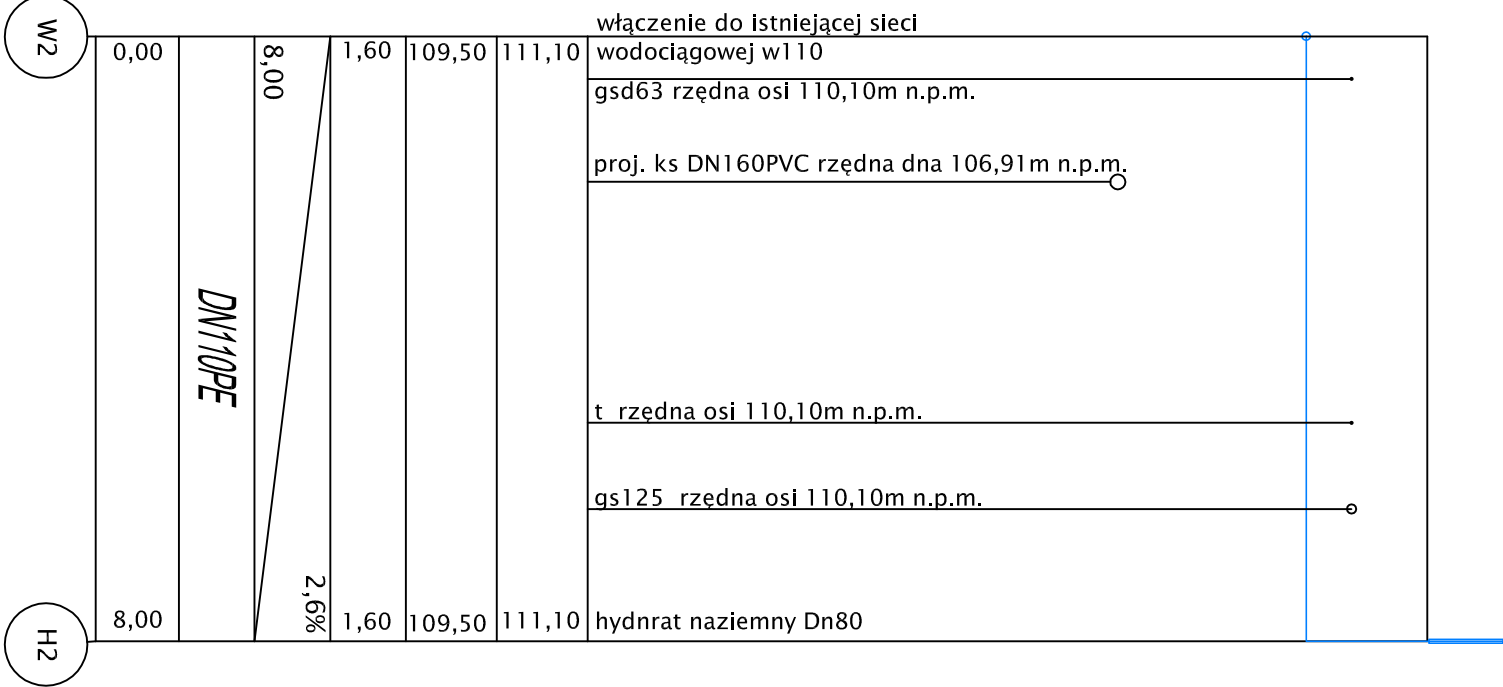 włączenie do istniejącej sieci
W2 0,00 8,00 1,60 109,50 111,10 wodociągowej w110
gsd63 rzędna osi 110,10m n.p.m.
proj. ks DN160PVC rzędna dna 106,91m n.p.m.
DN110PE
t rzędna osi 110,10m n.p.m.
gs125 rzędna osi 110,10m n.p.m.
H2 8,00 2,6% 1,60 109,50 111,10 hydnrat naziemny Dn80